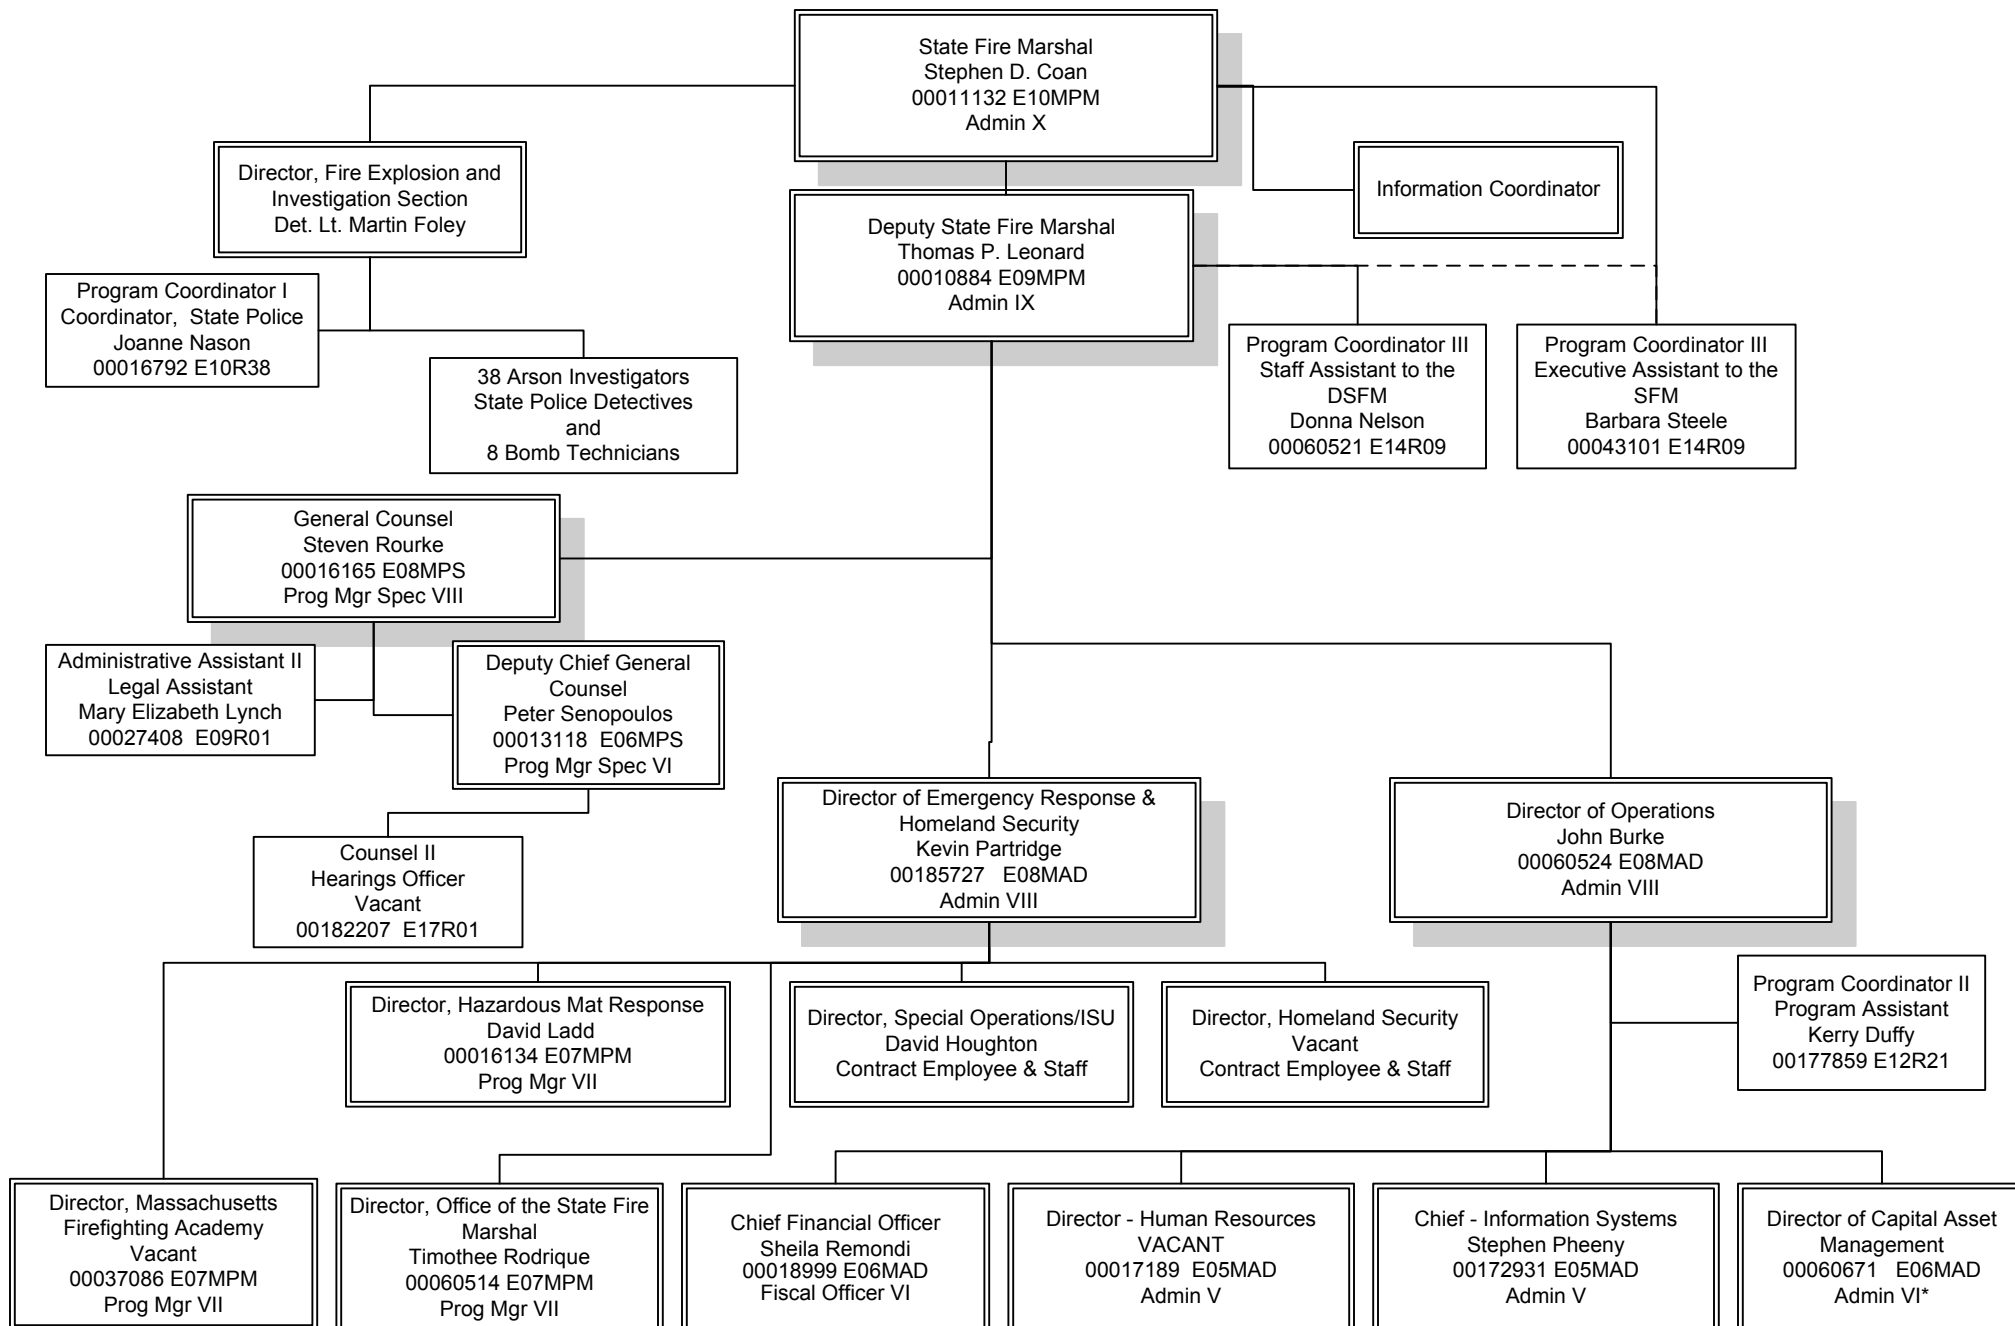 State Fire Marshal
Stephen D. Coan
00011132 E10MPM
Admin X
Director, Fire Explosion and
Investigation Section
Det. Lt. Martin Foley
Information Coordinator
Deputy State Fire Marshal
Thomas P. Leonard
00010884 E09MPM
Admin IX
Program Coordinator I
Coordinator, State Police
Joanne Nason
00016792 E10R38
38 Arson Investigators
State Police Detectives
and
8 Bomb Technicians
Program Coordinator III
Staff Assistant to the
DSFM
Donna Nelson
00060521 E14R09
Program Coordinator III
Executive Assistant to the
SFM
Barbara Steele
00043101 E14R09
General Counsel
Steven Rourke
00016165 E08MPS
Prog Mgr Spec VIII
Administrative Assistant II
Legal Assistant
Mary Elizabeth Lynch
00027408 E09R01
Deputy Chief General
Counsel
Peter Senopoulos
00013118 E06MPS
Prog Mgr Spec VI
Counsel II
Hearings Officer
Vacant
00182207 E17R01
Director of Emergency Response &
Homeland Security
Kevin Partridge
00185727 E08MAD
Admin VIII
Director of Operations
John Burke
00060524 E08MAD
Admin VIII
Director, Hazardous Mat Response
David Ladd
00016134 E07MPM
Prog Mgr VII
Director, Special Operations/ISU
David Houghton
Contract Employee & Staff
Director, Homeland Security
Vacant
Contract Employee & Staff
Program Coordinator II
Program Assistant
Kerry Duffy
00177859 E12R21
Director, Massachusetts
Firefighting Academy
Vacant
00037086 E07MPM
Prog Mgr VII
Director, Office of the State Fire
Marshal
Timothee Rodrique
00060514 E07MPM
Prog Mgr VII
Chief Financial Officer
Sheila Remondi
00018999 E06MAD
Fiscal Officer VI
Director - Human Resources
VACANT
00017189 E05MAD
Admin V
Chief - Information Systems
Stephen Pheeny
00172931 E05MAD
Admin V
Director of Capital Asset
Management
00060671 E06MAD
Admin VI*